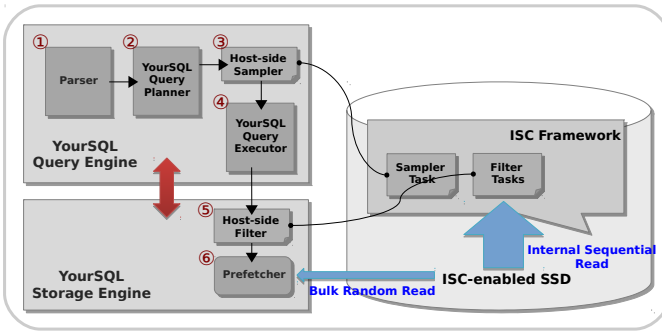 ①
②
③
Parser
YourSQL
Query
Planner
Host-side
Sampler
④
YourSQL
Query
Executor
YourSQL
Query Engine
ISC Framework
Sampler
Task
Filter
Tasks
⑤
Host-side
Filter
⑥
Prefetcher
YourSQL
Storage Engine
Internal Sequential
Read
ISC-enabled SSD
Bulk Random Read